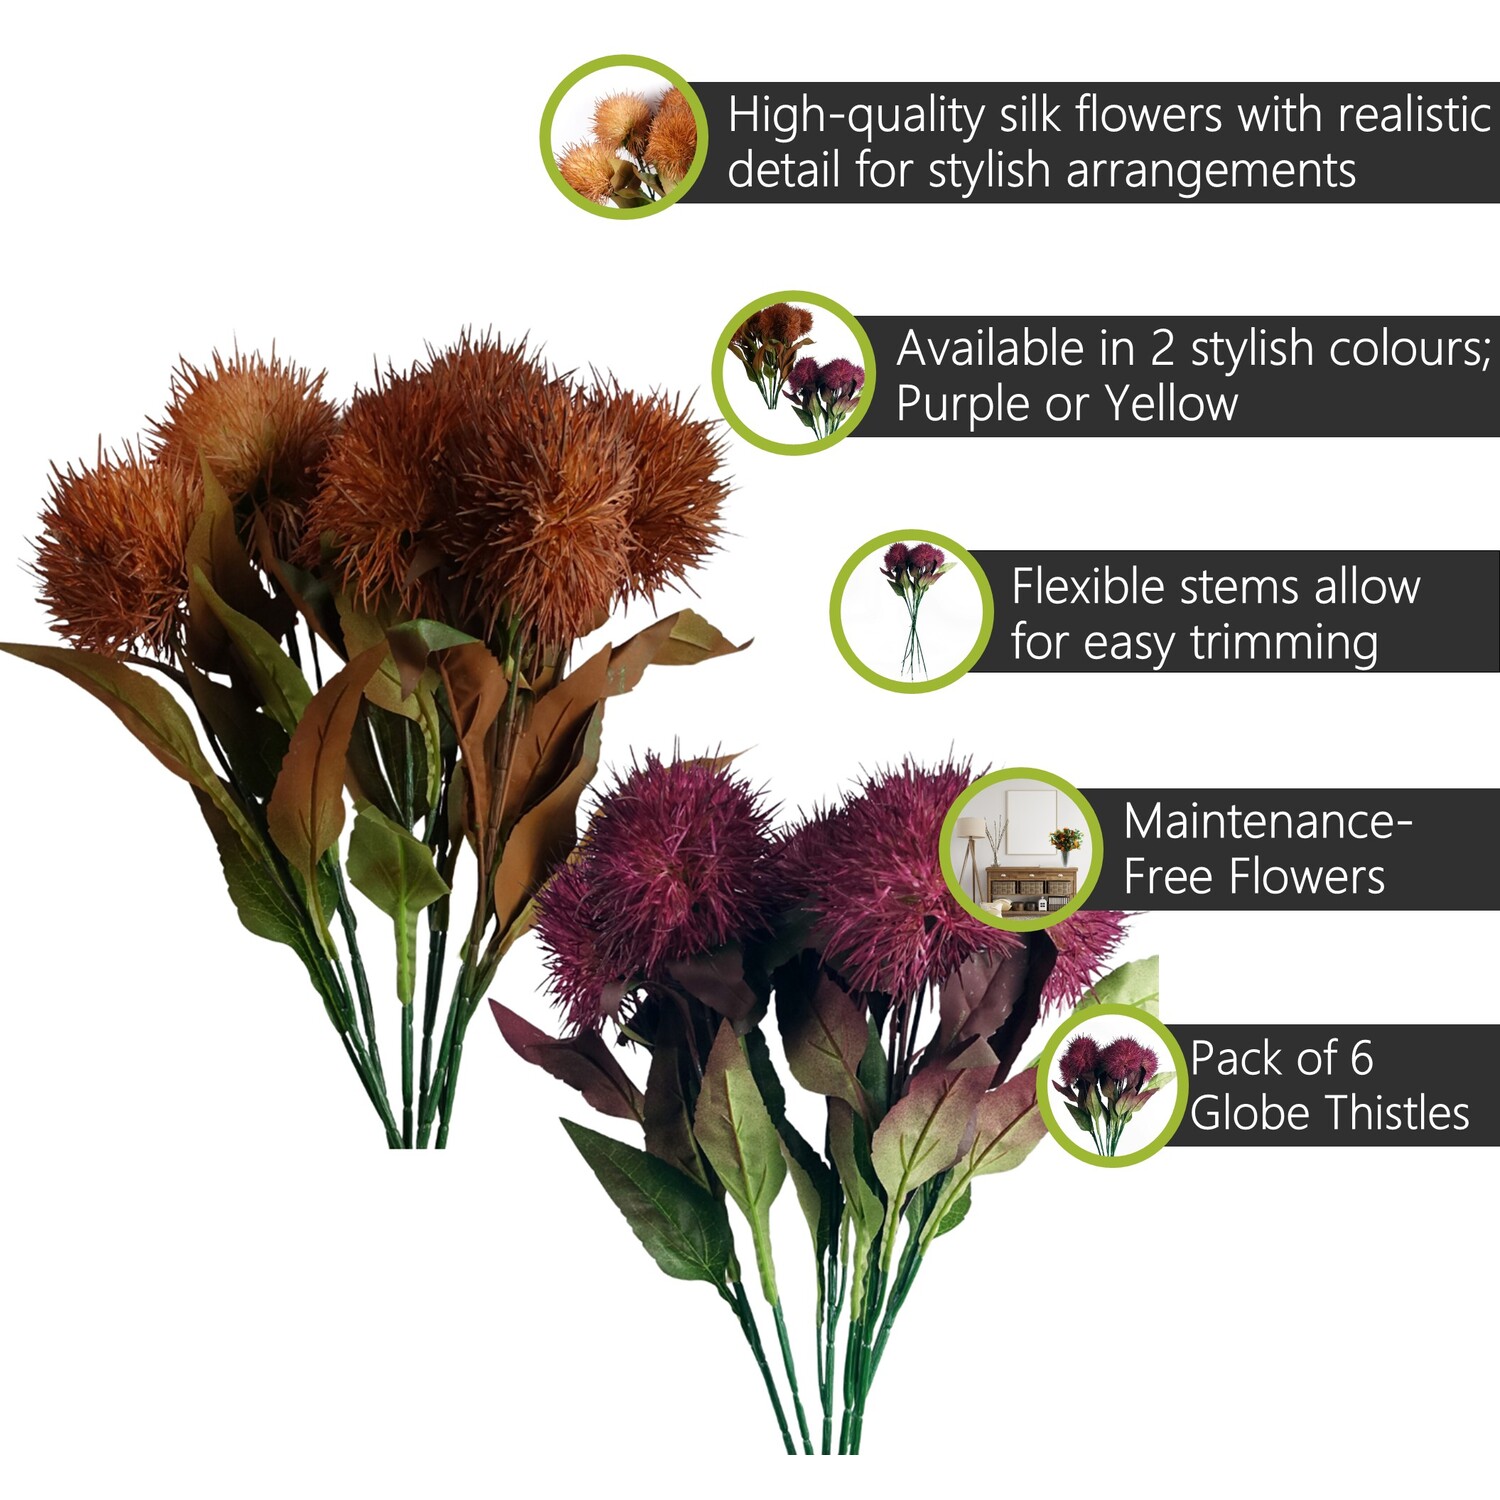 High-quality silk flowers with realistic
detail for stylish arrangements
Available in 2 stylish colours;
Purple or Yellow
Flexible stems allow
for easy trimming
Maintenance-
Free Flowers
Pack of 6
Globe Thistles